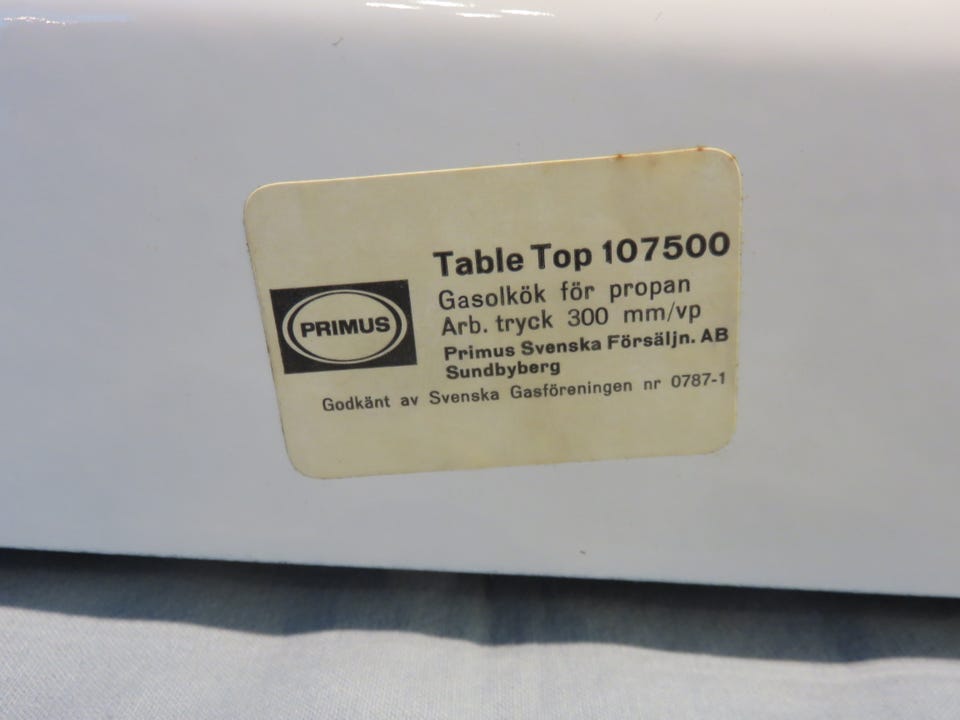 Table Top 107500
Gasolkök för propan
Arb. tryck 300 mm/vp
PRIMUS
Primus Svenska Försäljn. AB
Sundbyberg
Godkänt av Svenska Gasföreningen nr 0787-1